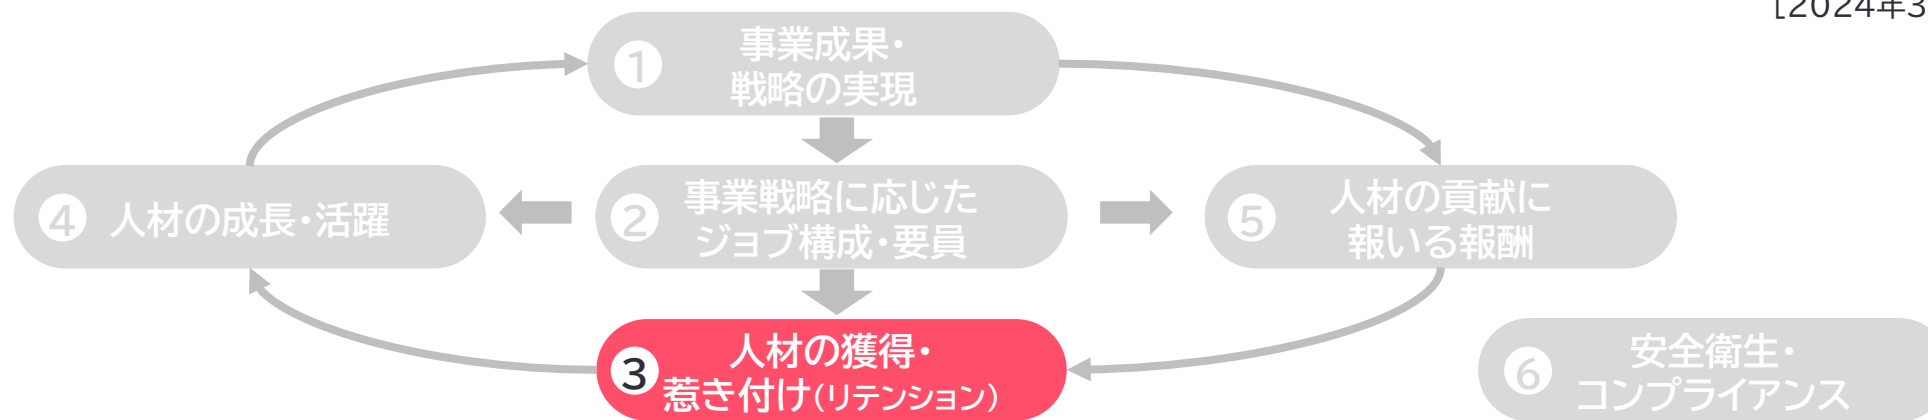 [2024年3
1
事業成果・
戦略の実現
4
人材の成長・活躍
2
事業戦略に応じた
ジョブ構成・要員
5
人材の貢献に
報いる報酬
3
人材の獲得・
惹き付け(リテンション)
6
安全衛生・
コンプライアンス